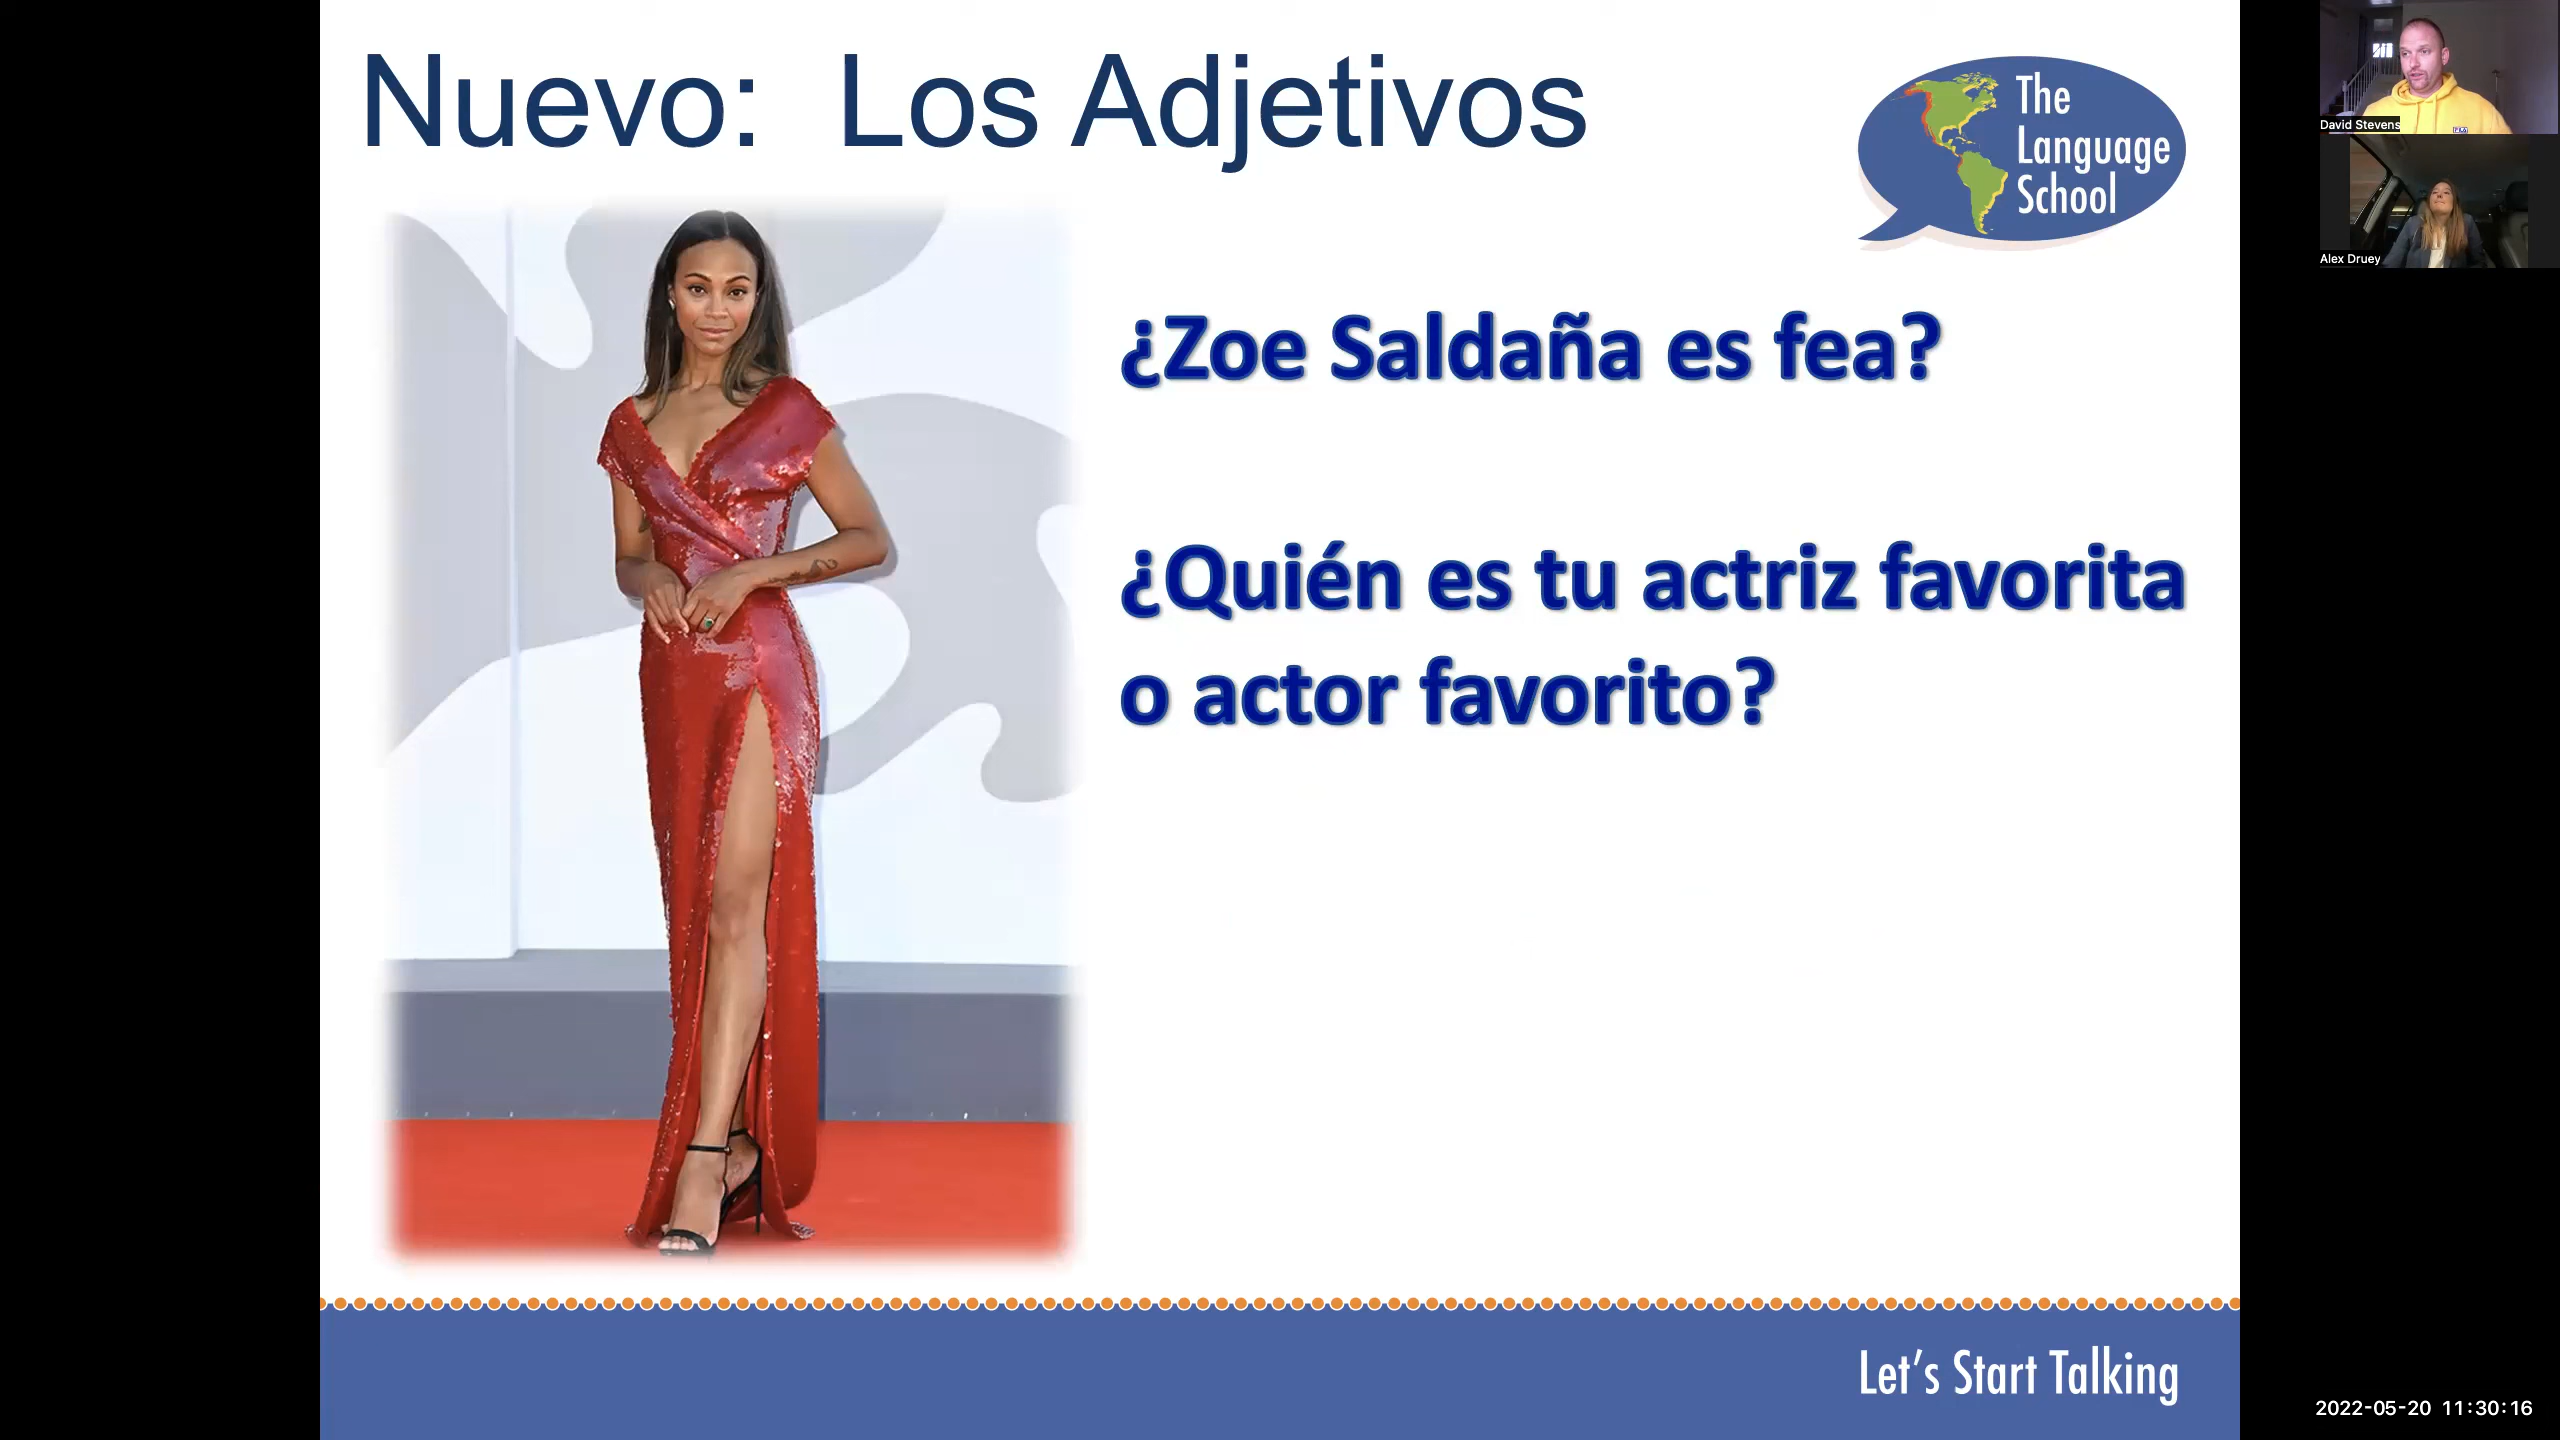 Nuevo: Los Adjetivos
The
Language
School
¿Zoe Saldaña es fea?
¿Quién es tu actriz favorita
o actor favorito?
Let's Start Talking
David Stevens
Alex Druey
2022-05-20 11:30:16